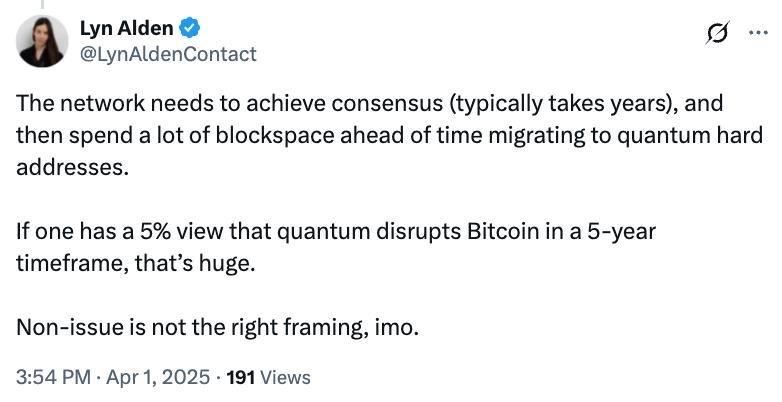 Lyn Alden
@LynAldenContact
The network needs to achieve consensus (typically takes years), and
then spend a lot of blockspace ahead of time migrating to quantum hard
addresses.
If one has a 5% view that quantum disrupts Bitcoin in a 5-year
timeframe, that’s huge.
Non-issue is not the right framing, imo.
3:54 PM · Apr 1, 2025 · 191 Views